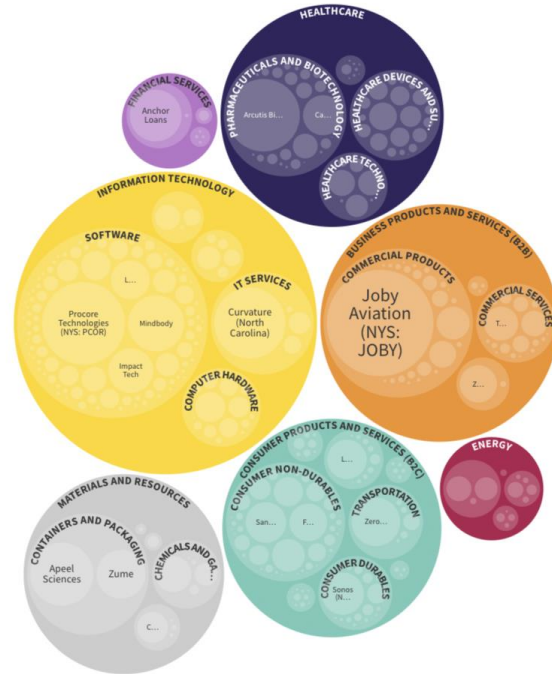 HEALTHCARE
PHARMACEUTICALS AND BIOTECHNOLOGY
Arcutis Bi...
Ca...
HEALTHCARE DEVICES AND SU...
HEALTHCARE TECHNO...
FINANCIAL SERVICES
Anchor
Loans
INFORMATION TECHNOLOGY
SOFTWARE
L...
Procore
Technologies
(NYS: PCOR)
Mindbody
Impact
Tech
IT SERVICES
Curvature
(North
Carolina)
COMPUTER HARDWARE
BUSINESS PRODUCTS AND SERVICES (B2B)
COMMERCIAL PRODUCTS
Joby
Aviation
(NYS:
JOBY)
COMMERCIAL SERVICES
T...
Z...
CONSUMER PRODUCTS AND SERVICES (B2C)
L...
CONSUMER NON-DURABLES
San...
F...
TRANSPORTATION
Zero...
CONSUMER DURABLES
Sonos
(N...
ENERGY
MATERIALS AND RESOURCES
CONTAINERS AND PACKAGING
Apeel
Sciences
Zume
CHEMICALS AND GA...
C...